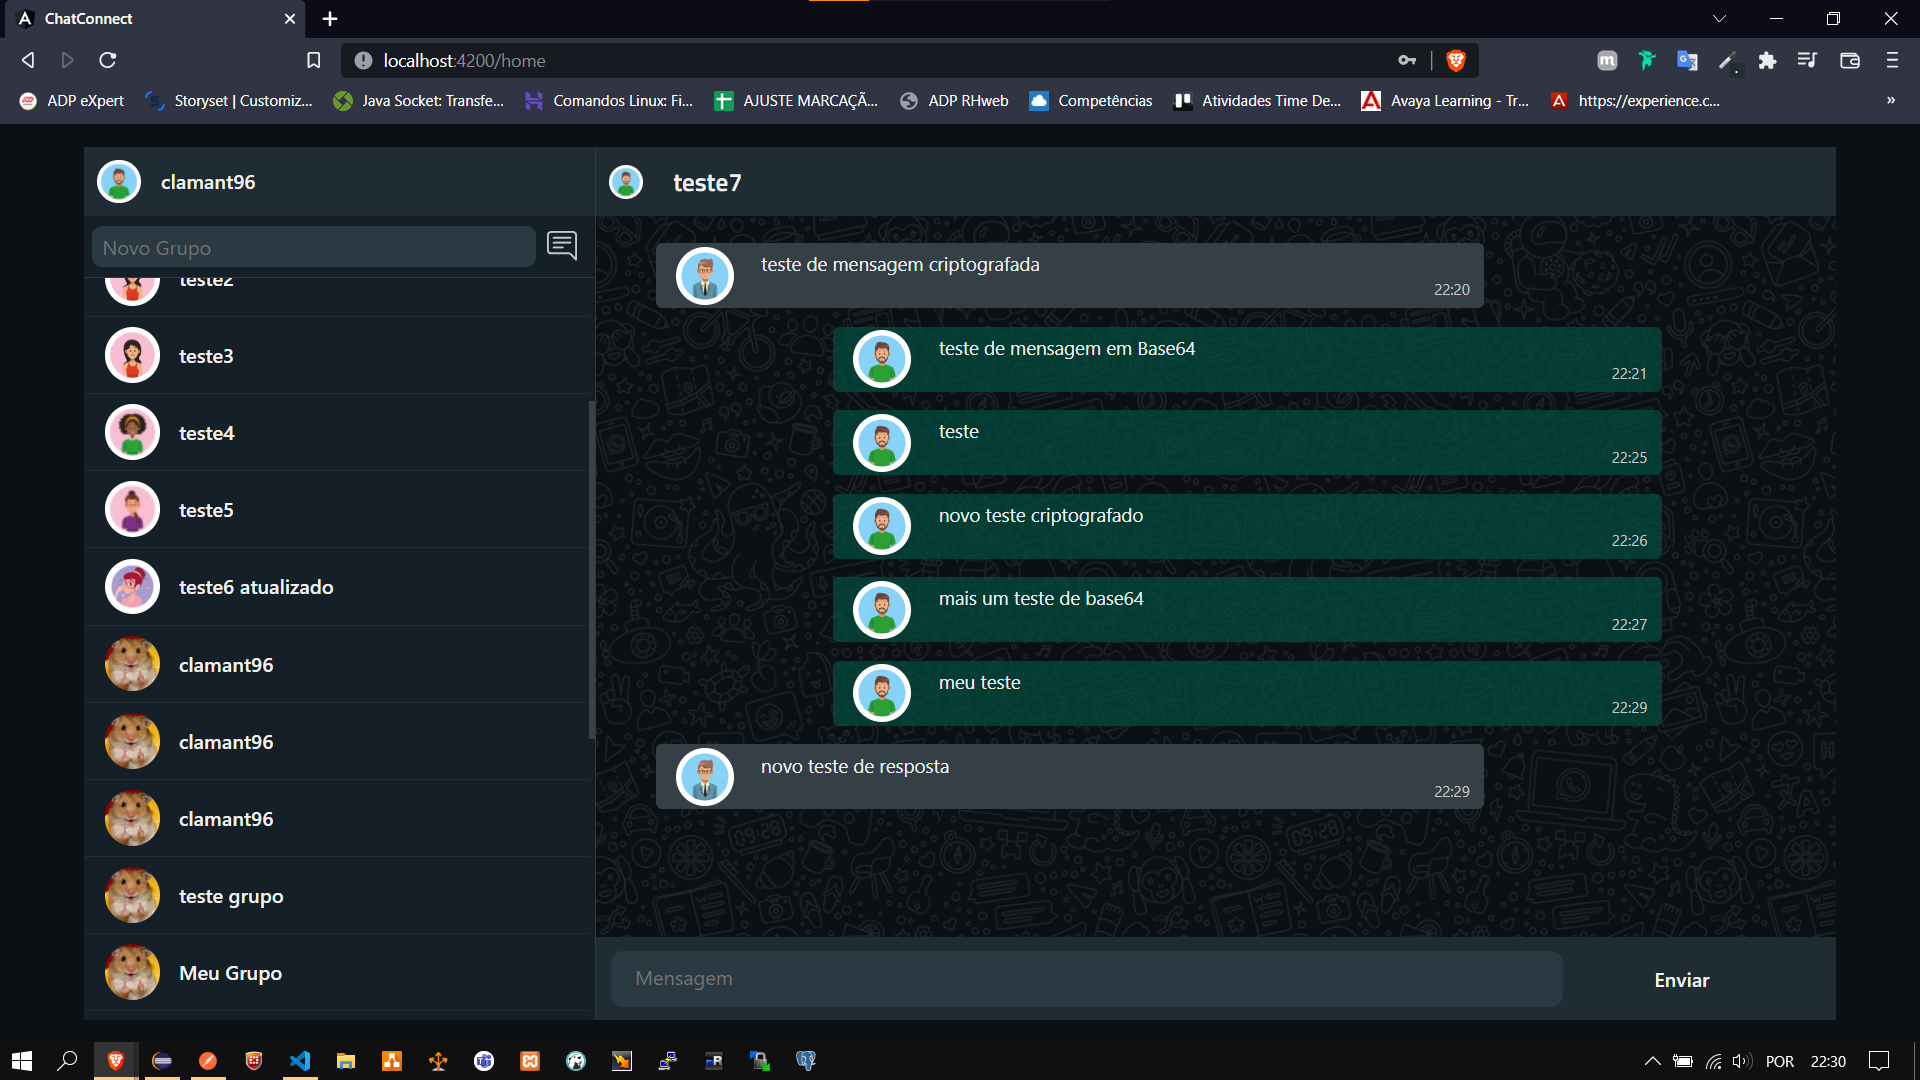 ChatConnect
localhost:4200/home
ADP eXpert
Storyset | Customiz...
Java Socket: Transfe...
Comandos Linux: Fi...
AJUSTE MARCAÇÃ...
ADP RHweb
Competências
Atividades Time De...
Avaya Learning - Tr...
https://experience.c...
»
clamant96
teste7
Novo Grupo
teste2
teste3
teste4
teste5
teste6 atualizado
clamant96
clamant96
clamant96
teste grupo
Meu Grupo
teste de mensagem criptografada
22:20
teste de mensagem em Base64
22:21
teste
22:25
novo teste criptografado
22:26
mais um teste de base64
22:27
meu teste
22:29
novo teste de resposta
22:29
Mensagem
Enviar
POR
22:30